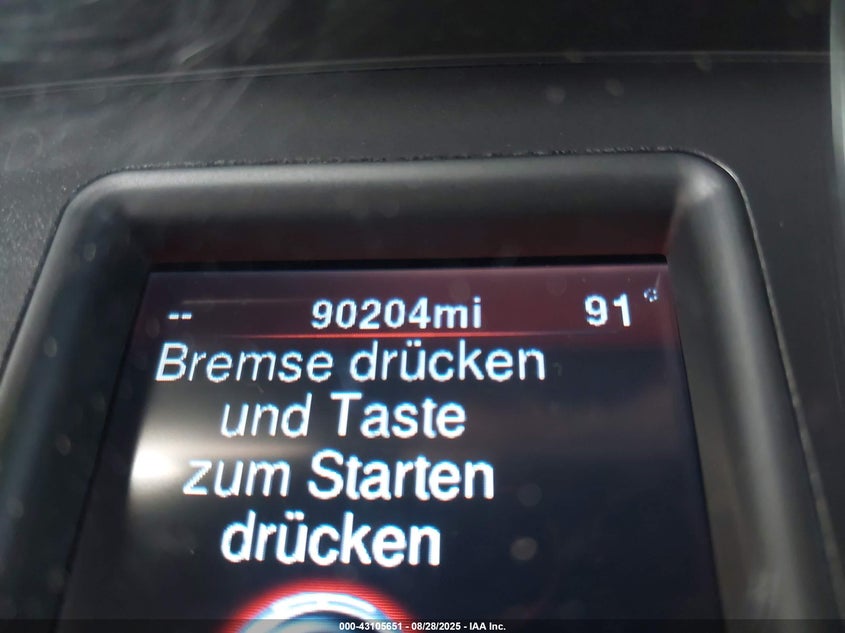 -- 90204mi 91°
Bremse drücken
und Taste
zum Starten
drücken
000-43105651 - 08/28/2025 - IAA Inc.